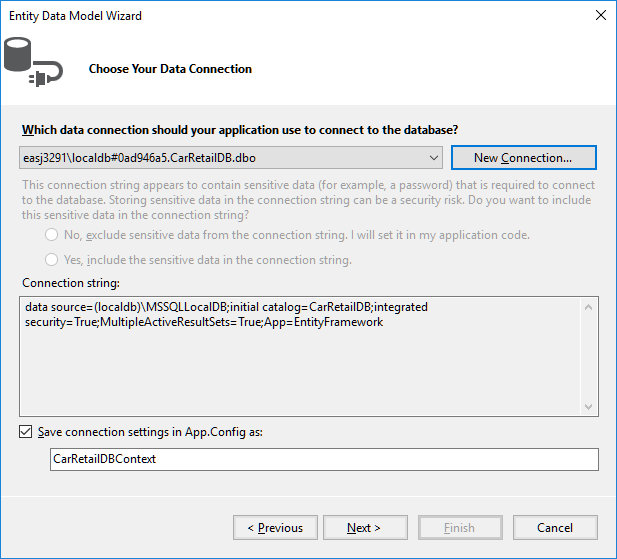 Entity Data Model Wizard
Choose Your Data Connection
Which data connection should your application use to connect to the database?
easj3291\localdb#0ad946a5.CarRetailDB.dbo
New Connection...
This connection string appears to contain sensitive data (for example, a password) that is required to connect
to the database. Storing sensitive data in the connection string can be a security risk. Do you want to include
this sensitive data in the connection string?
No, exclude sensitive data from the connection string. I will set it in my application code.
Yes, include the sensitive data in the connection string.
Connection string:
data source=(localdb)\MSSQLLocalDB;initial catalog=CarRetailDB;integrated
security=True;MultipleActiveResultSets=True;App=EntityFramework
Save connection settings in App.Config as:
CarRetailDBContext
< Previous
Next >
Finish
Cancel